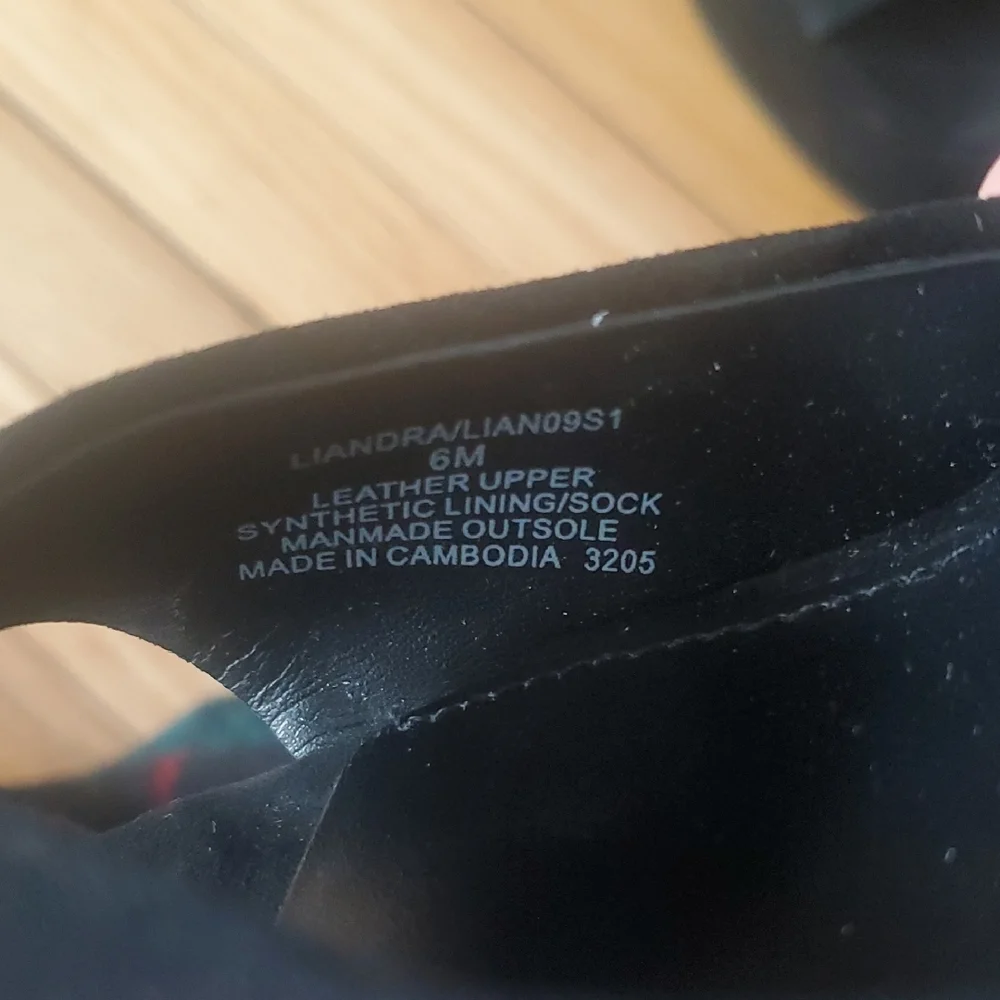 LIANDRA/LIAN09S1
6M
LEATHER UPPER
SYNTHETIC LINING/SOCK
MANMADE OUTSOLE
MADE IN CAMBODIA 3205